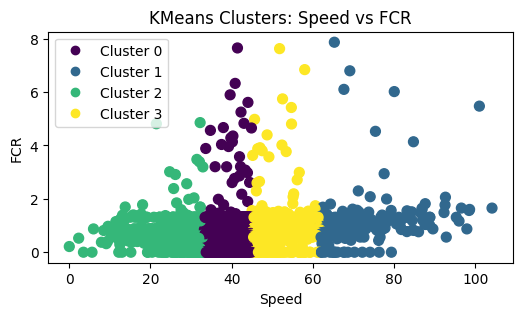 KMeans Clusters: Speed vs FCR
8
6
4
2
0
FCR
Cluster 0
Cluster 1
Cluster 2
Cluster 3
0 20 40 60 80 100
Speed